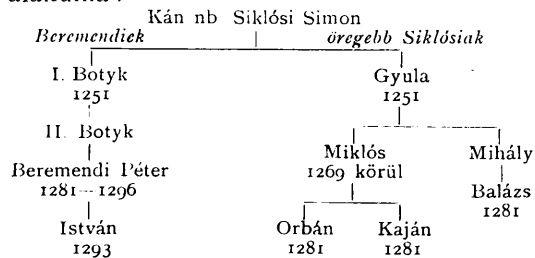 Kán nb Siklósi Simon
Beremendiek öregebb Siklósiak
I. Botyk Gyula
1251 1251
II. Botyk
Miklós Mihály
Beremendi Péter 1269 körül
1281—1296 Balázs
1281
István Orbán Kaján
1293 1281 1281